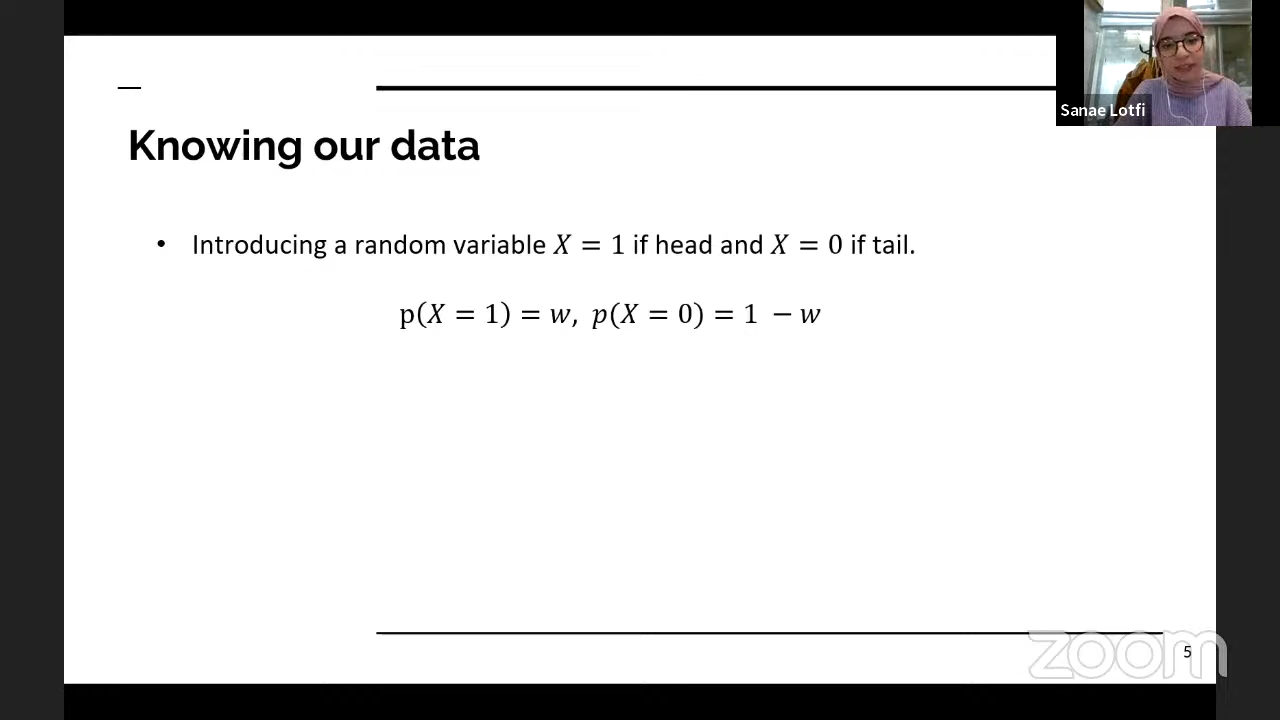 Sanae Lotfi
Knowing our data
• Introducing a random variable 𝑋 = 1 if head and 𝑋 = 0 if tail.
p(𝑋 = 1) = 𝑤, 𝑝(𝑋 = 0) = 1 − 𝑤
zoom
5